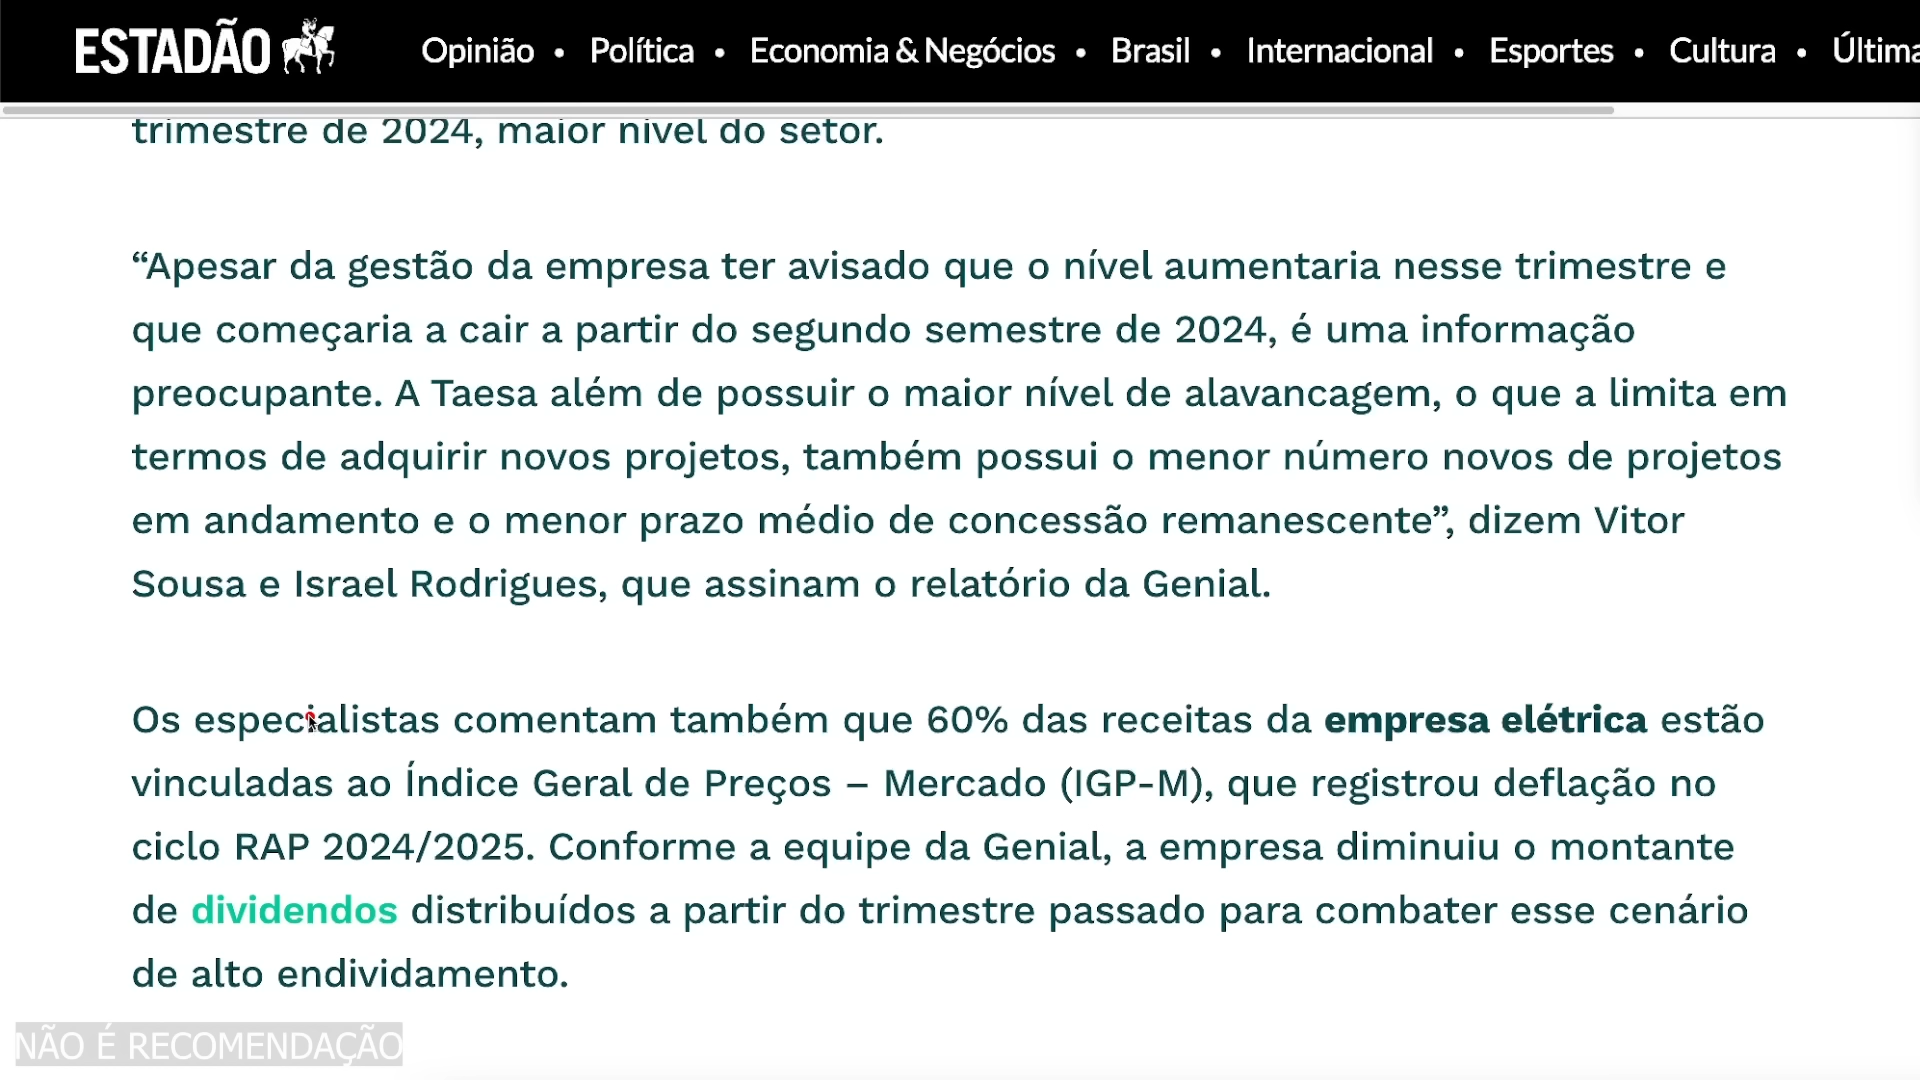 ESTADÃO
Opinião • Política • Economia & Negócios • Brasil • Internacional • Esportes • Cultura • Última
trimestre de 2024, maior nível do setor.
“Apesar da gestão da empresa ter avisado que o nível aumentaria nesse trimestre e
que começaria a cair a partir do segundo semestre de 2024, é uma informação
preocupante. A Taesa além de possuir o maior nível de alavancagem, o que a limita em
termos de adquirir novos projetos, também possui o menor número novos de projetos
em andamento e o menor prazo médio de concessão remanescente”, dizem Vitor
Sousa e Israel Rodrigues, que assinam o relatório da Genial.
Os especialistas comentam também que 60% das receitas da empresa elétrica estão
vinculadas ao Índice Geral de Preços – Mercado (IGP-M), que registrou deflação no
ciclo RAP 2024/2025. Conforme a equipe da Genial, a empresa diminuiu o montante
de dividendos distribuídos a partir do trimestre passado para combater esse cenário
de alto endividamento.
NÃO É RECOMENDAÇÃO